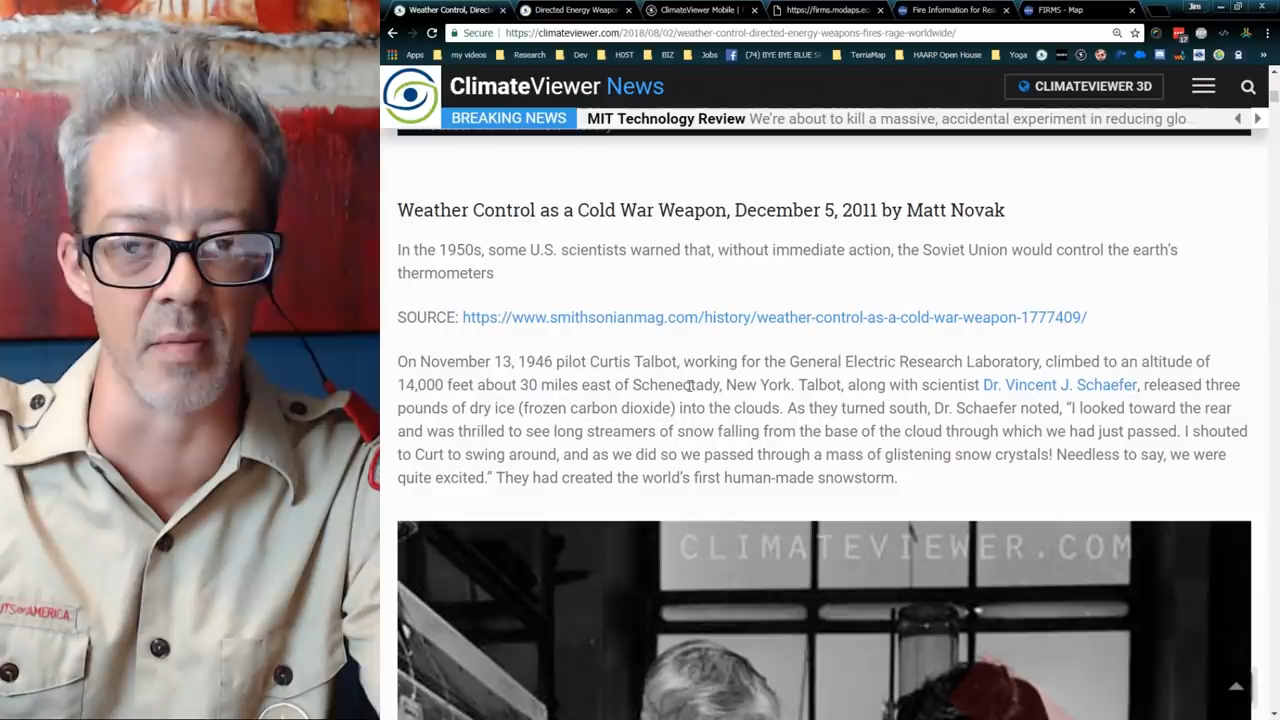 Weather Control, Direct
Directed Energy Weapon
ClimateViewer Mobile |
https://firms.modaps.eo
Fire Information for Res
FIRMS - Map
Jim
Secure | https://climateviewer.com/2018/08/02/weather-control-directed-energy-weapons-fires-rage-worldwide/
Apps my videos Research Dev H0ST BIZ Jobs (74) BYE BYE BLUE S TerriaMap HAARP Open House Yoga
ClimateViewer News
CLIMATEVIEWER 3D
BREAKING NEWS MIT Technology Review We're about to kill a massive, accidental experiment in reducing glo...
Weather Control as a Cold War Weapon, December 5, 2011 by Matt Novak
In the 1950s, some U.S. scientists warned that, without immediate action, the Soviet Union would control the earth's
thermometers
SOURCE: https://www.smithsonianmag.com/history/weather-control-as-a-cold-war-weapon-1777409/
On November 13, 1946 pilot Curtis Talbot, working for the General Electric Research Laboratory, climbed to an altitude of
14,000 feet about 30 miles east of Schenectady, New York. Talbot, along with scientist Dr. Vincent J. Schaefer, released three
pounds of dry ice (frozen carbon dioxide) into the clouds. As they turned south, Dr. Schaefer noted, “I looked toward the rear
and was thrilled to see long streamers of snow falling from the base of the cloud through which we had just passed. I shouted
to Curt to swing around, and as we did so we passed through a mass of glistening snow crystals! Needless to say, we were
quite excited.” They had created the world's first human-made snowstorm.
CLIMATEVIEWER.COM
UTS OF AMERICA